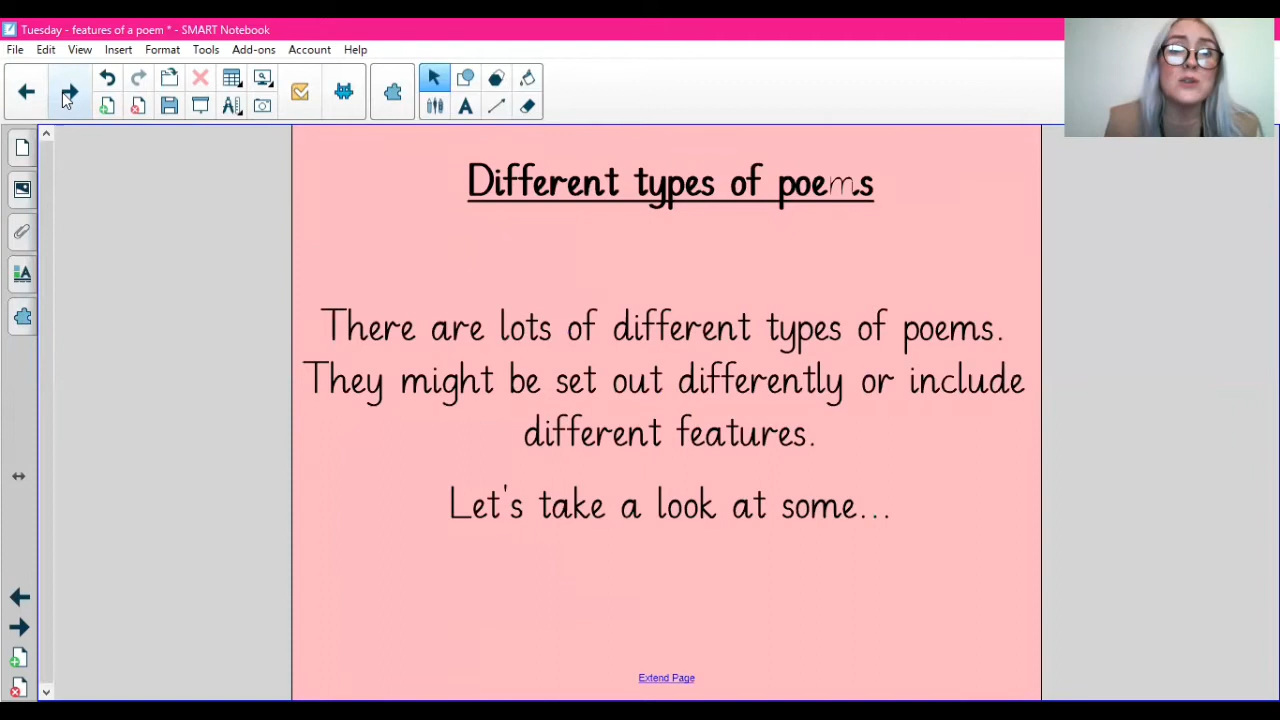 Tuesday - features of a poem * - SMART Notebook
File Edit View Insert Format Tools Add-ons Account Help
Different types of poems
There are lots of different types of poems.
They might be set out differently or include
different features.
Let's take a look at some...
Extend Page